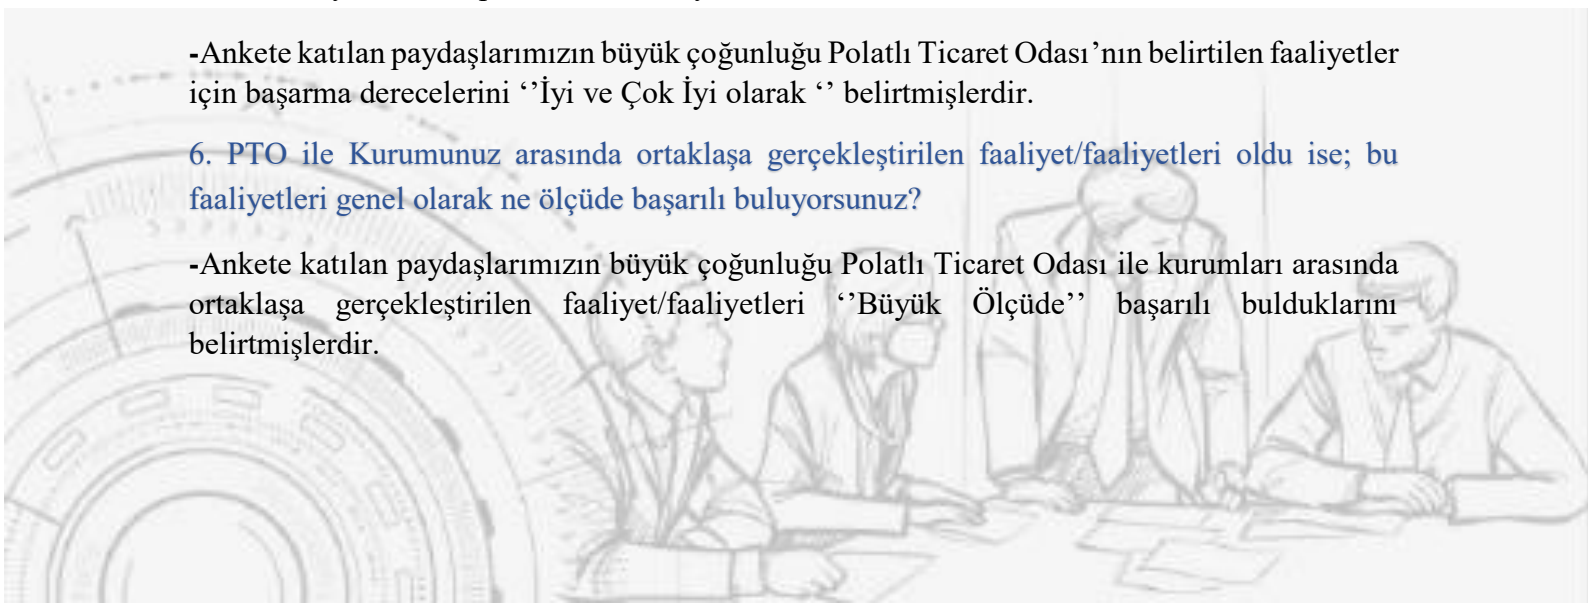 -Ankete katılan paydaşlarımızın büyük çoğunluğu Polatlı Ticaret Odası’nın belirtilen faaliyetler
için başarma derecelerini ‘’İyi ve Çok İyi olarak ‘’ belirtmişlerdir.
6. PTO ile Kurumunuz arasında ortaklaşa gerçekleştirilen faaliyet/faaliyetleri oldu ise; bu
faaliyetleri genel olarak ne ölçüde başarılı buluyorsunuz?
-Ankete katılan paydaşlarımızın büyük çoğunluğu Polatlı Ticaret Odası ile kurumları arasında
ortaklaşa gerçekleştirilen faaliyet/faaliyetleri ‘’Büyük Ölçüde’’ başarılı bulduklarını
belirtmişlerdir.